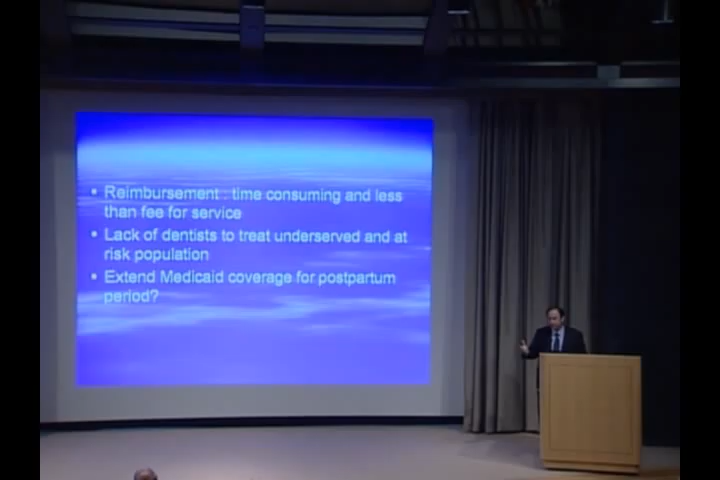 • Reimbursement : time consuming and less
than fee for service
• Lack of dentists to treat underserved and at
risk population
• Extend Medicaid coverage for postpartum
period?